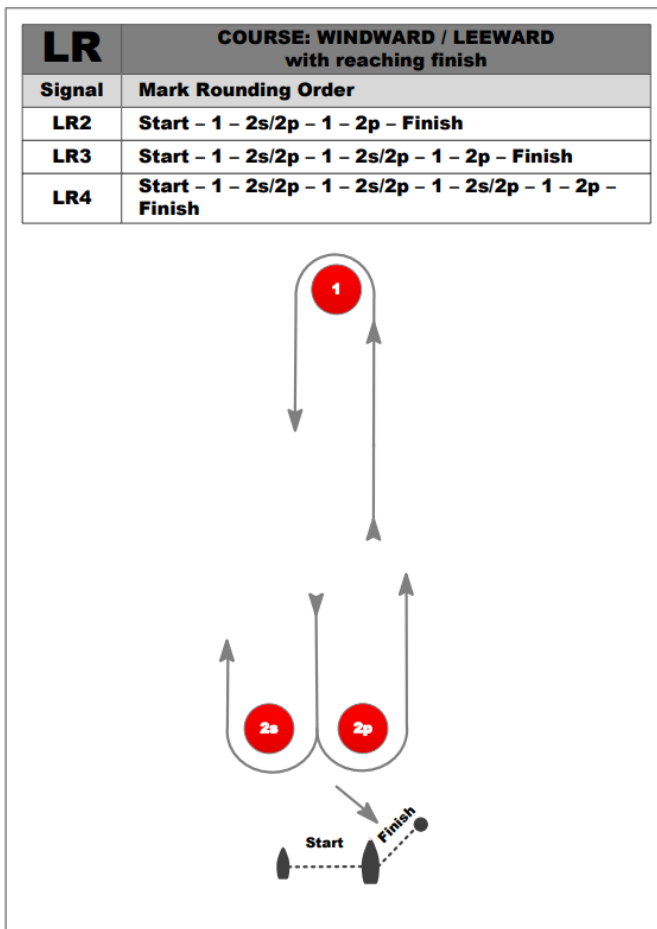 LR
COURSE: WINDWARD / LEEWARD
with reaching finish
Signal Mark Rounding Order
LR2 Start – 1 – 2s/2p – 1 – 2p – Finish
LR3 Start – 1 – 2s/2p – 1 – 2s/2p – 1 – 2p – Finish
LR4 Start – 1 – 2s/2p – 1 – 2s/2p – 1 – 2s/2p – 1 – 2p –
Finish
1
2s 2p
Finish
Start